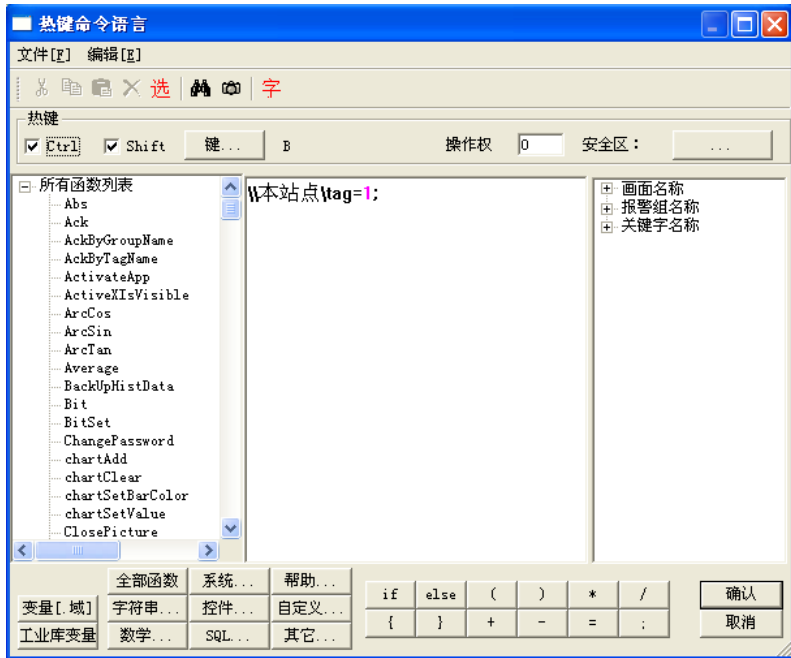 热键命令语言
文件[F] 编辑[E]
选 字
热键
Ctrl Shift 键... B 操作权 0 安全区： ...
所有函数列表
Abs
Ack
AckByGroupName
AckByTagName
ActivateApp
ActiveXIsVisible
ArcCos
ArcSin
ArcTan
Average
BackUpHistData
Bit
BitSet
ChangePassword
chartAdd
chartClear
chartSetBarColor
chartSetValue
ClosePicture
\\本站点\tag=1;
画面名称
报警组名称
关键字名称
全部函数 系统... 帮助...
变量[.域] 字符串... 控件... 自定义...
工业库变量 数学... SQL... 其它...
if else ( ) * /
{ } + - = ;
确认
取消